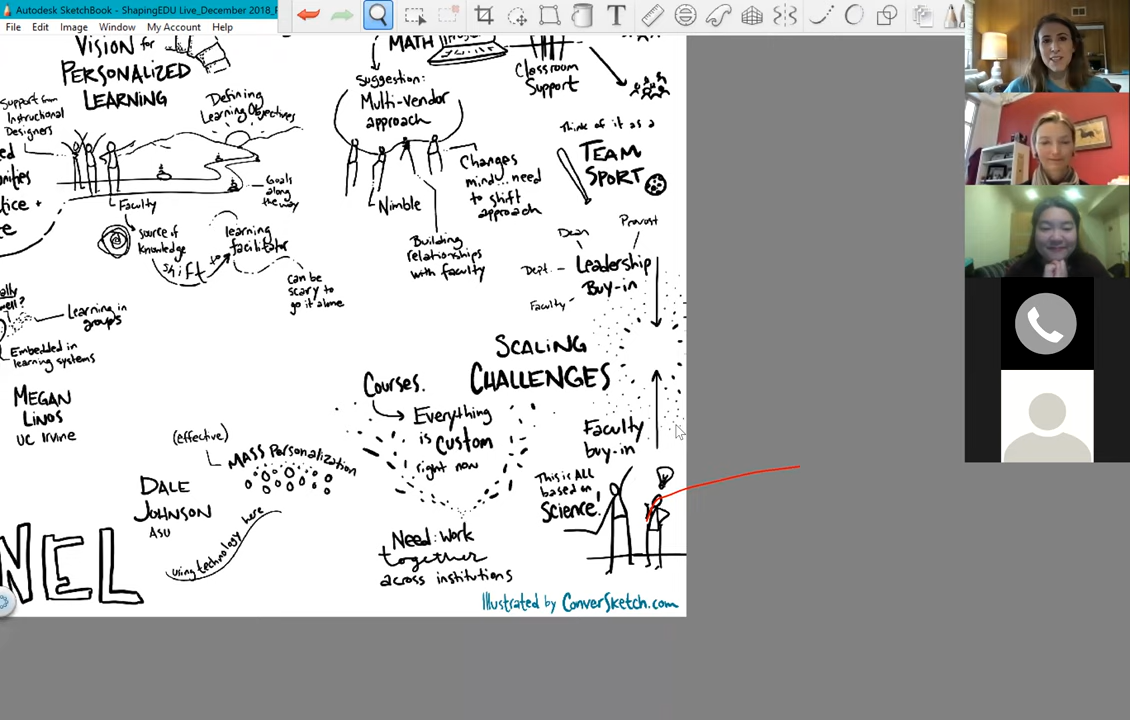 Autodesk SketchBook - ShapingEDU Live_December 2018_
File Edit Image Window My Account Help
VISION for
PERSONALIZED
LEARNING
Support from
Instructional
Designers
Defining
Learning Objectives
Goals
along
the way
Faculty
source of
knowledge
shift to
learning
facilitator
can be
scary to
go it alone
Learning in
groups
Embedded in
learning systems
MEGAN
LINOS
UC Irvine
MATH
Suggestion:
Multi-vendor
approach
Nimble
Changes
mind...need
to shift
approach
Building
relationships
with faculty
Classroom
Support
Think of it as a
TEAM
SPORT
Dean
Provost
Dept.
Leadership
Buy-in
Faculty
SCALING
CHALLENGES
Courses.
Everything
is
custom
right now
Faculty
buy-in
(effective)
MASS Personalization
DALE
JOHNSON
ASU
using technology here
This is ALL
based on
Science!
Need: Work
together
across institutions
NEL
Illustrated by ConverSketch.com